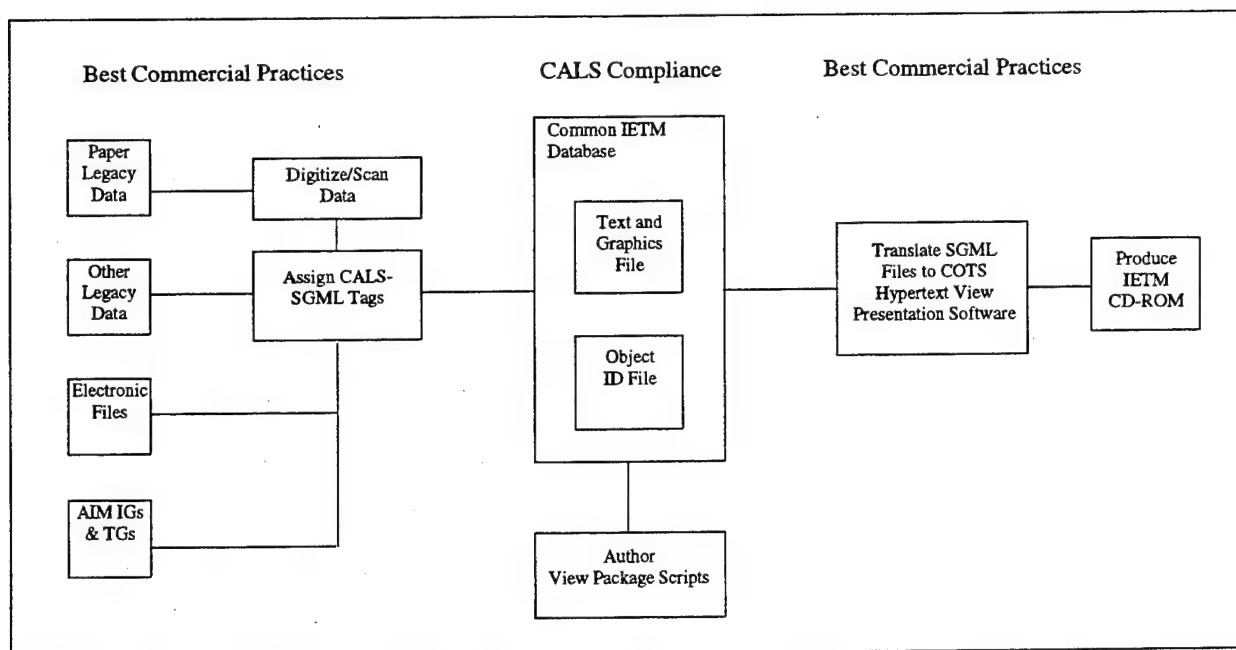 Best Commercial Practices
CALS Compliance
Best Commercial Practices
Paper
Legacy
Data
Digitize/Scan
Data
Other
Legacy
Data
Assign CALS-
SGML Tags
Electronic
Files
AIM IGs
& TGs
Common IETM
Database
Text and
Graphics
File
Object
ID File
Author
View Package Scripts
Translate SGML
Files to COTS
Hypertext View
Presentation Software
Produce
IETM
CD-ROM